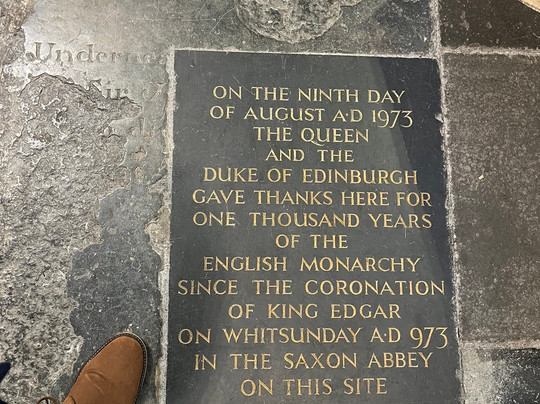 Underne
Sir
ON THE NINTH DAY
OF AUGUST A·D 1973
THE QUEEN
AND THE
DUKE OF EDINBURGH
GAVE THANKS HERE FOR
ONE THOUSAND YEARS
OF THE
ENGLISH MONARCHY
SINCE THE CORONATION
OF KING EDGAR
ON WHITSUNDAY A·D 973
IN THE SAXON ABBEY
ON THIS SITE